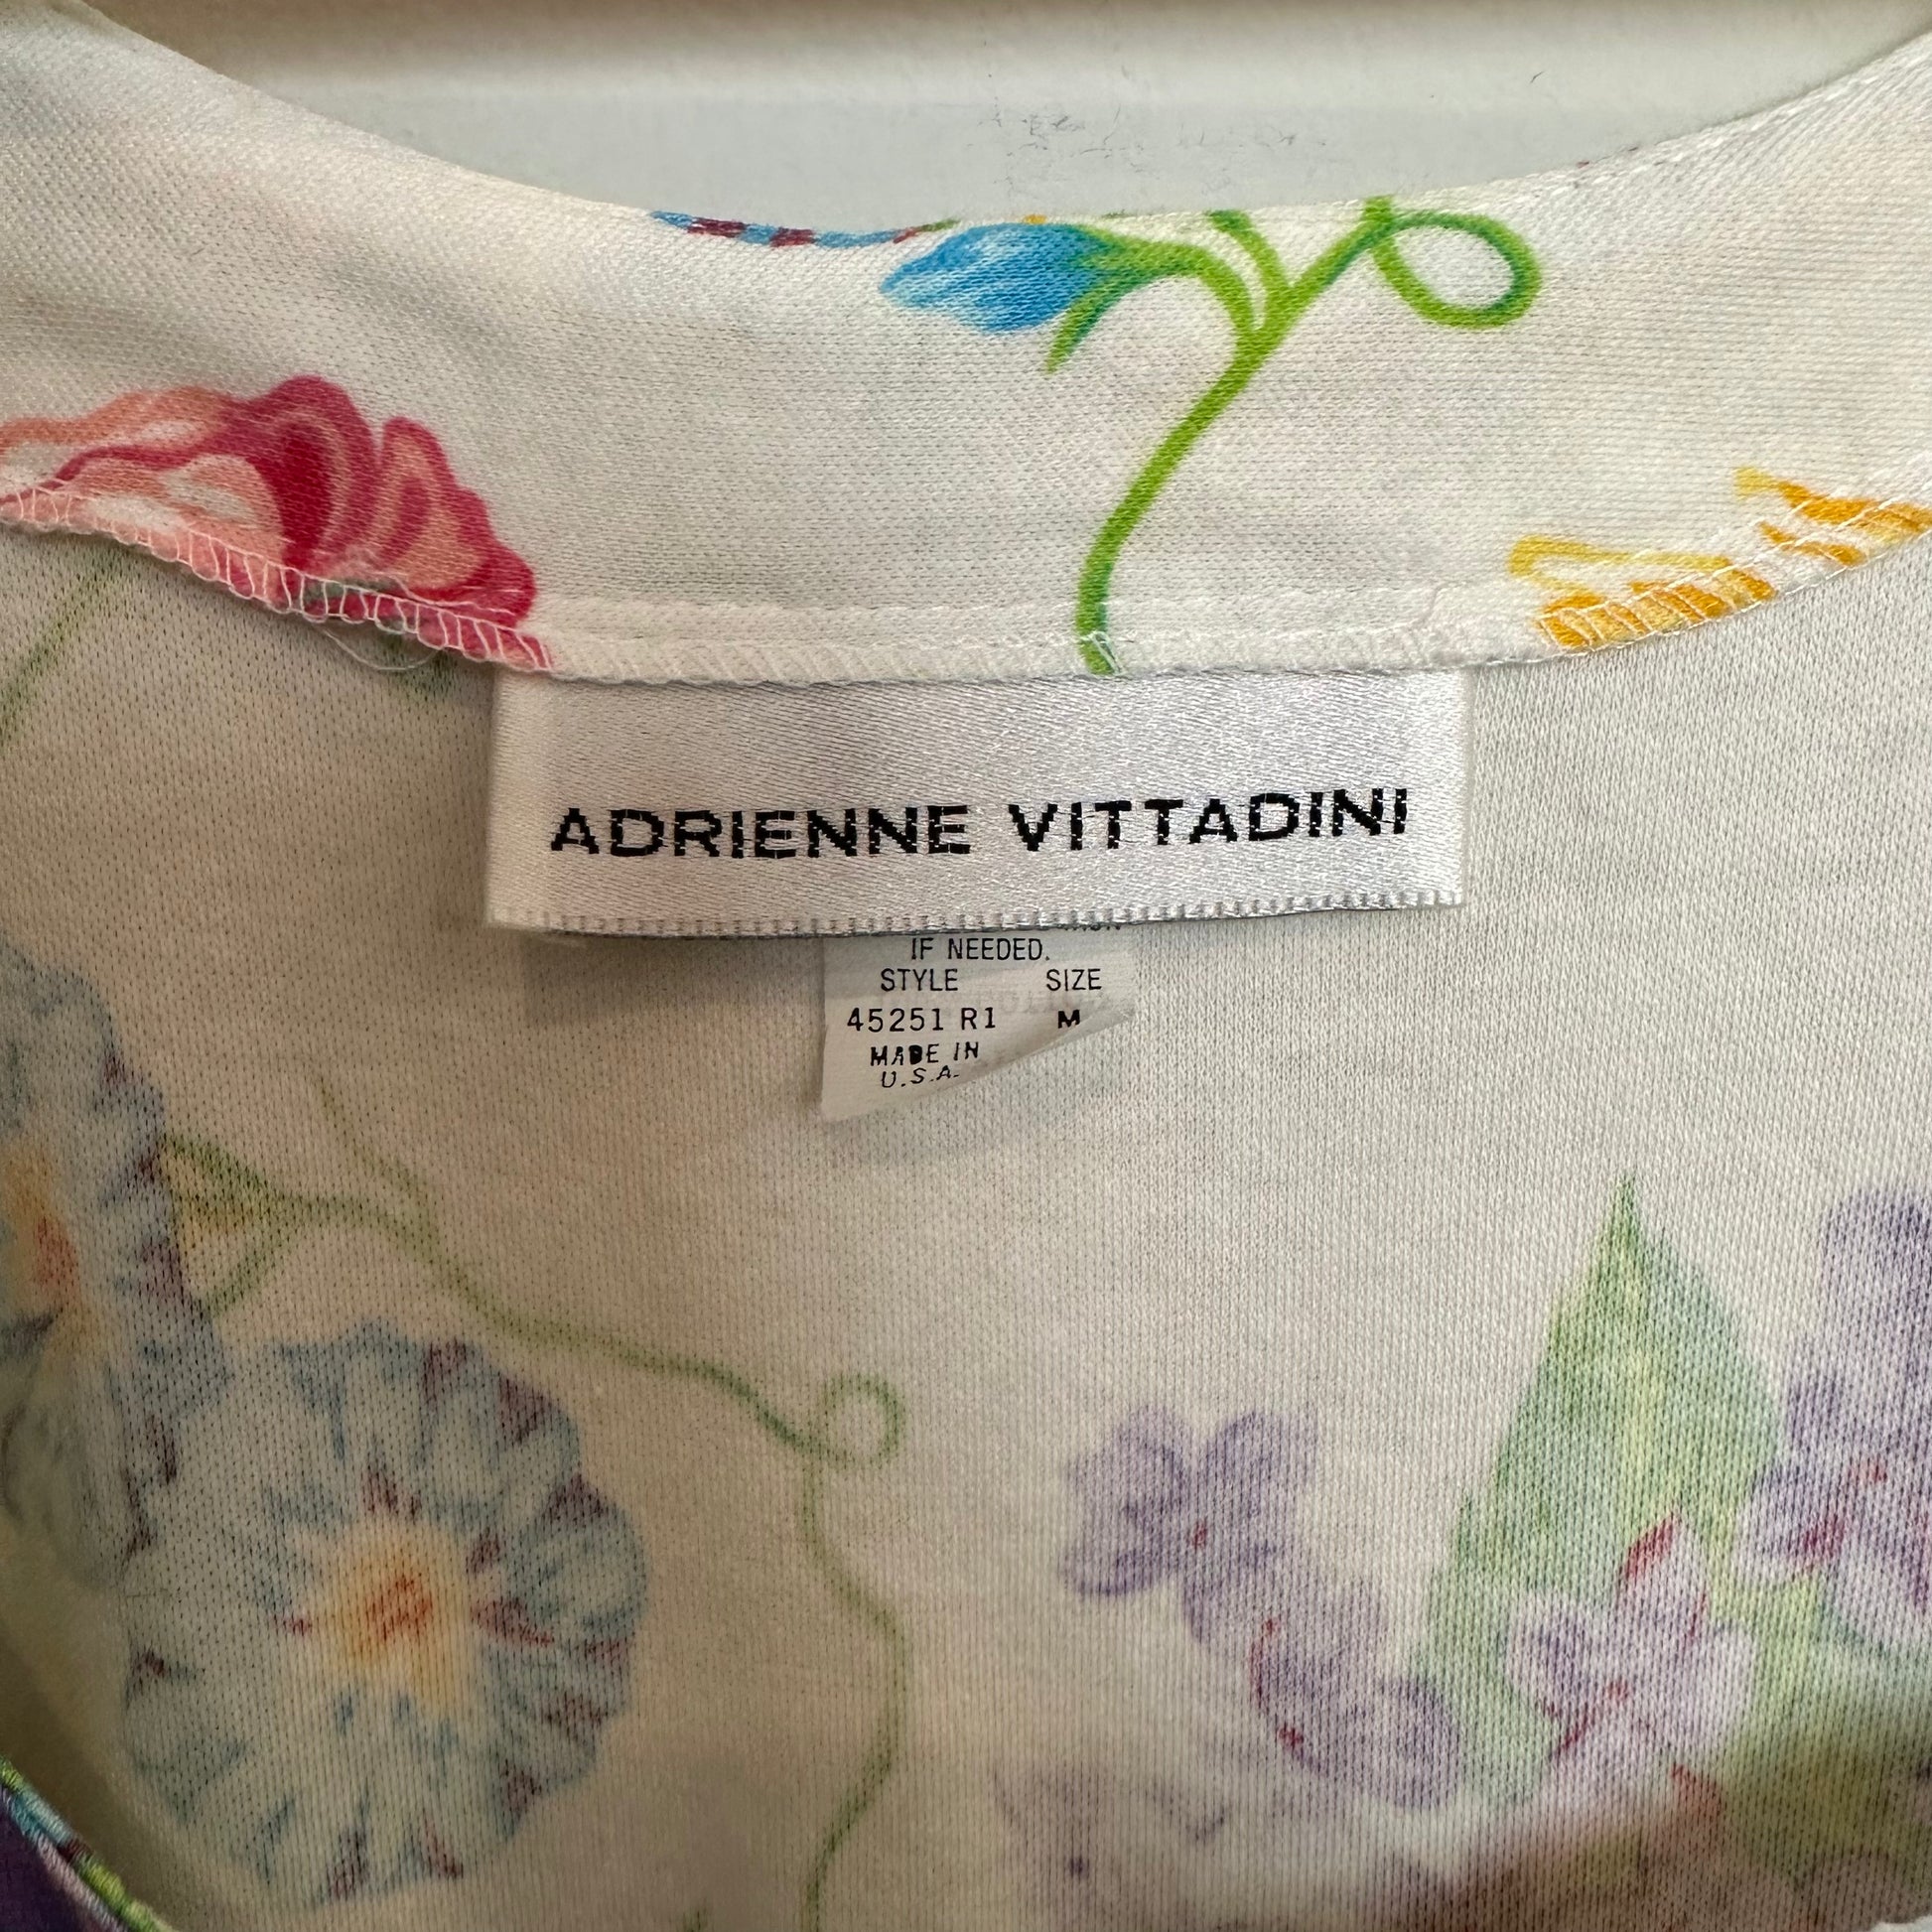 ADRIENNE VITTADINI
IF NEEDED.
STYLE SIZE
45251 R1 M
MADE IN
U.S.A.